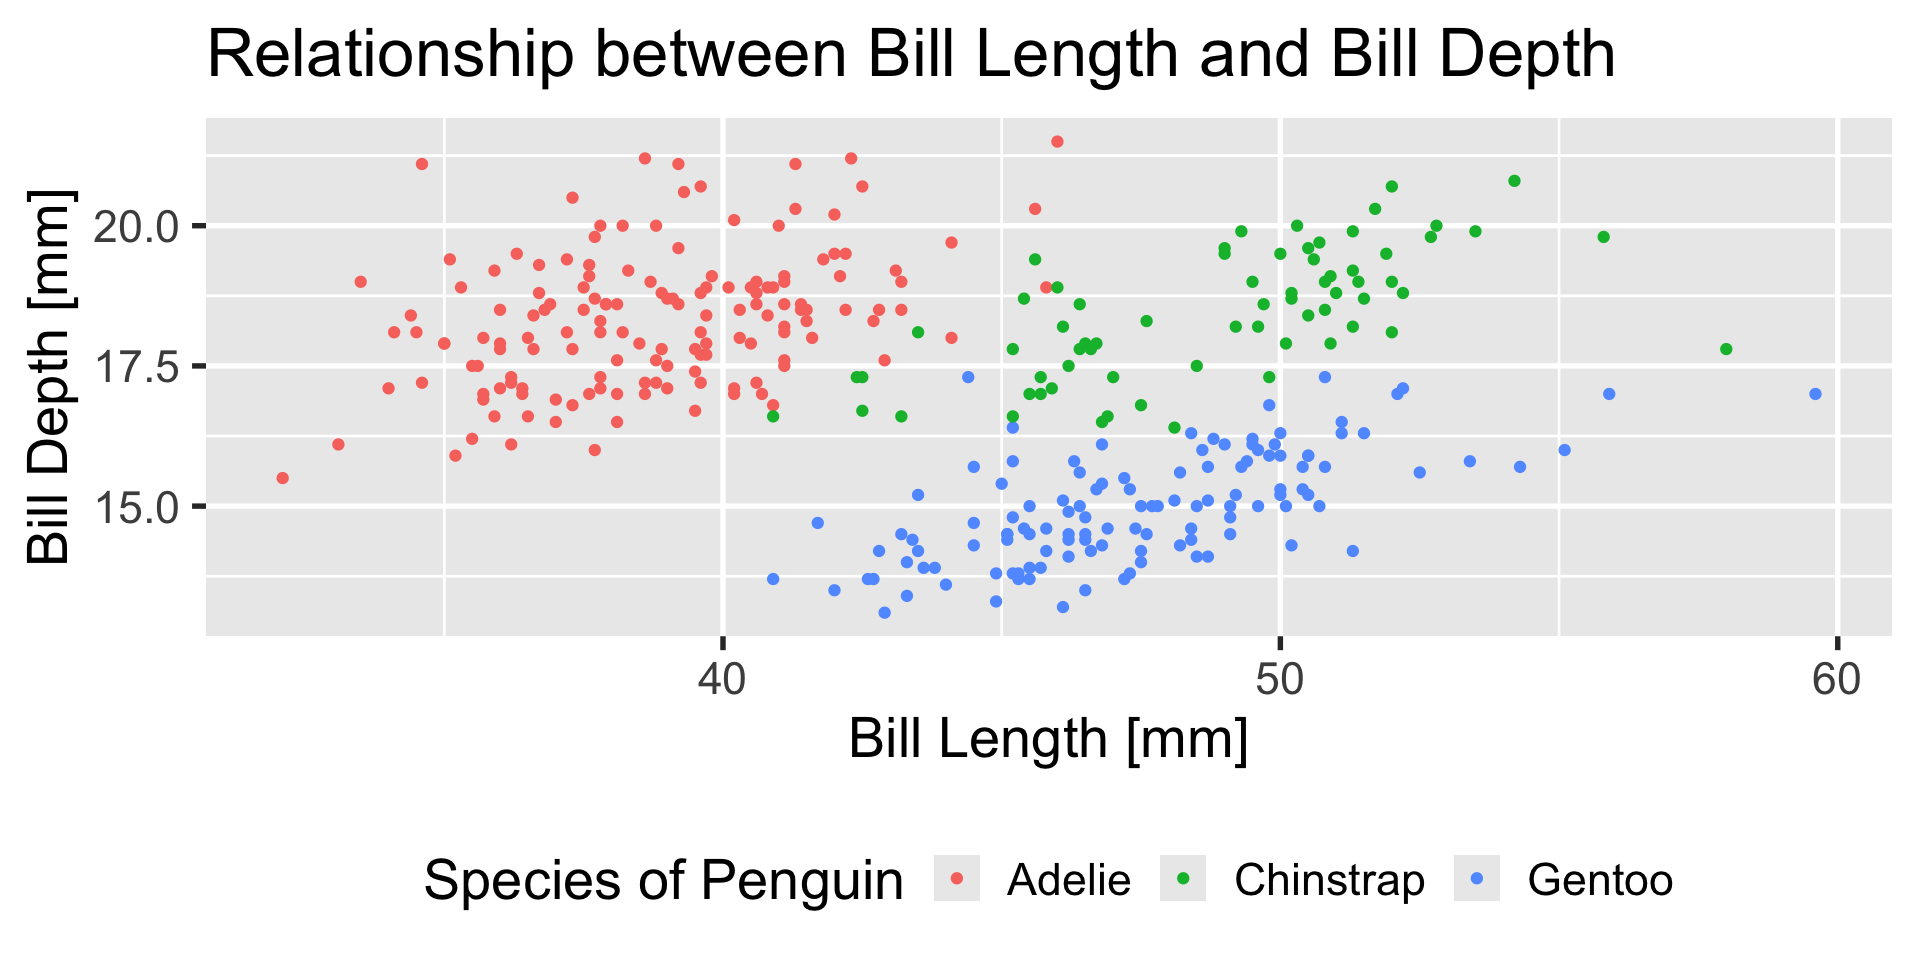 Relationship between Bill Length and Bill Depth
Bill Depth [mm]
20.0
17.5
15.0
40 50 60
Bill Length [mm]
Species of Penguin Adelie Chinstrap Gentoo